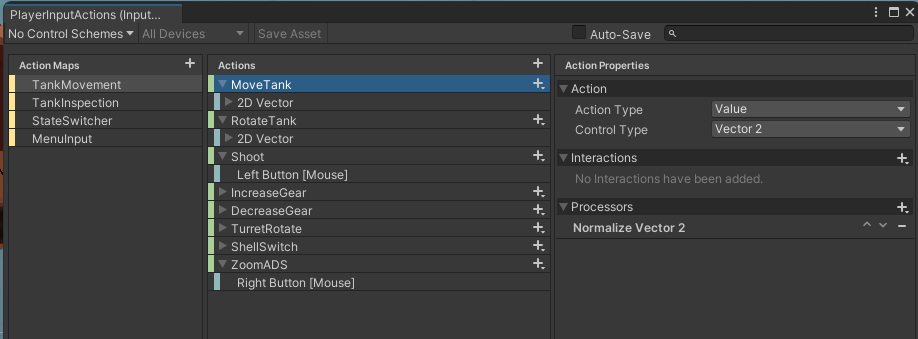 PlayerInputActions (Input...
No Control Schemes All Devices Save Asset Auto-Save
Action Maps
TankMovement
TankInspection
StateSwitcher
MenuInput
Actions
MoveTank
2D Vector
RotateTank
2D Vector
Shoot
Left Button [Mouse]
IncreaseGear
DecreaseGear
TurretRotate
ShellSwitch
ZoomADS
Right Button [Mouse]
Action Properties
Action
Action Type Value
Control Type Vector 2
Interactions
No Interactions have been added.
Processors
Normalize Vector 2